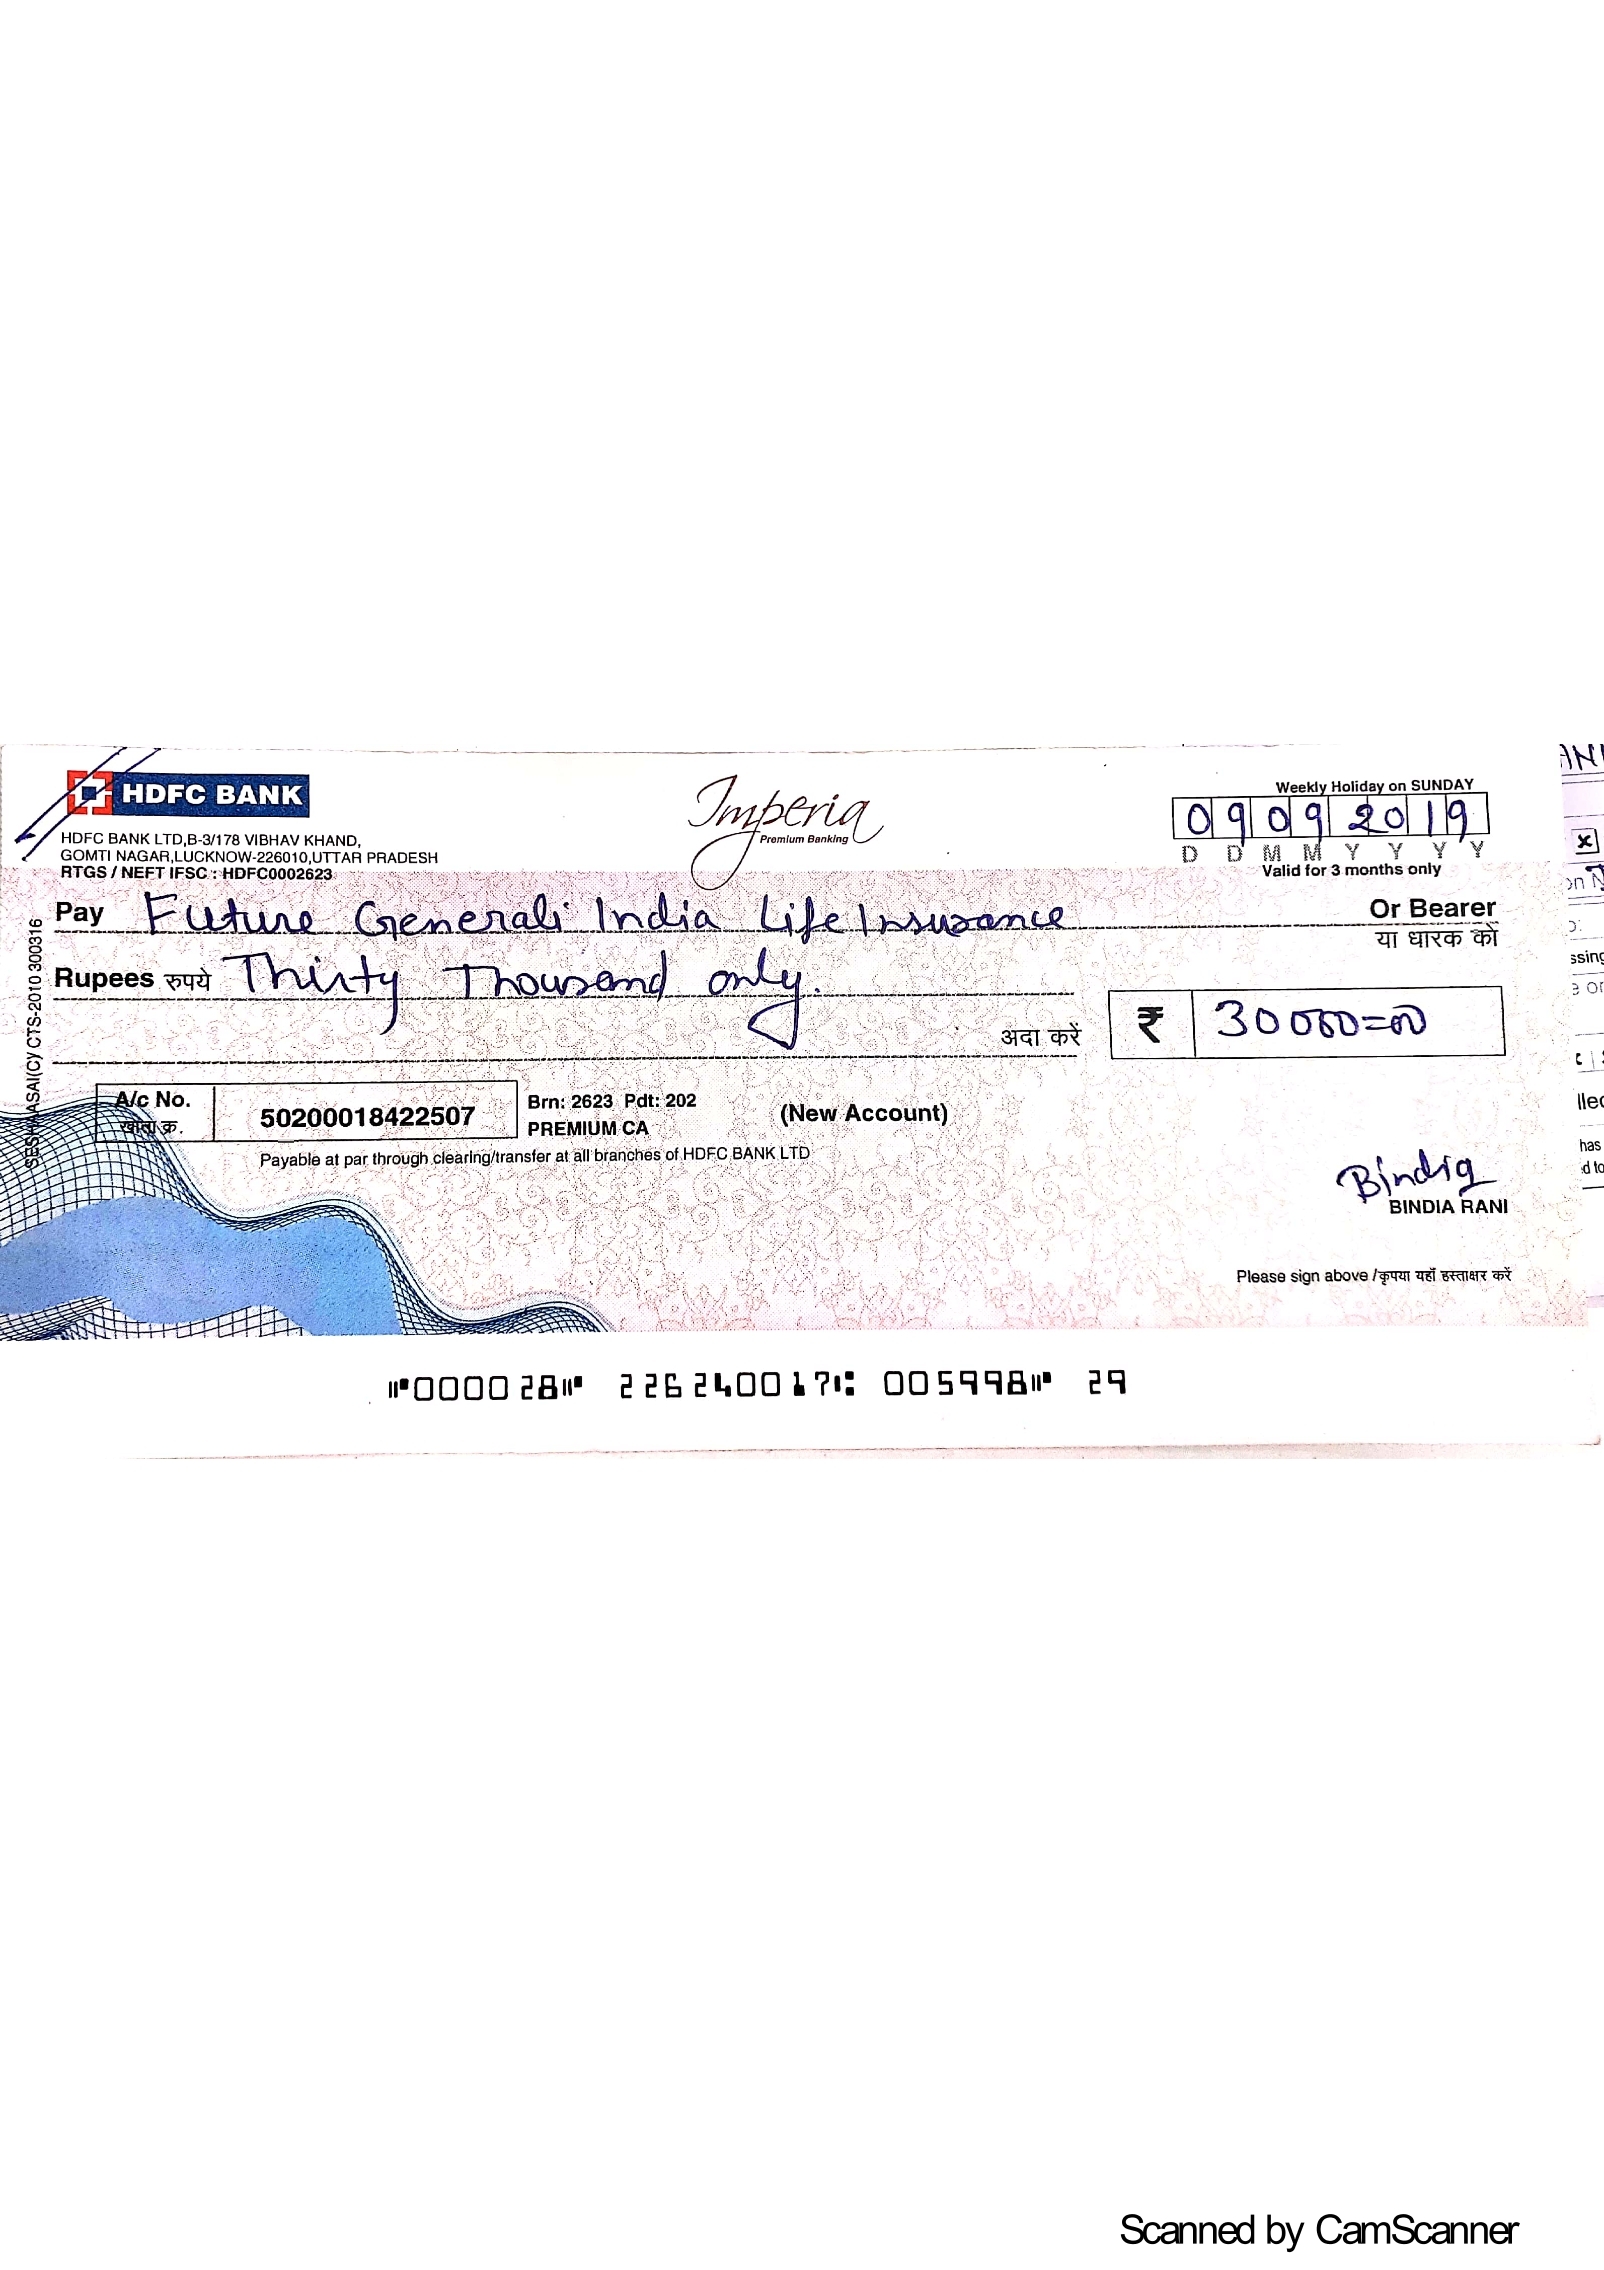 HDFC BANK
Imperia
Premium Banking
Weekly Holiday on SUNDAY
09092019
D D M M Y Y Y Y
Valid for 3 months only
HDFC BANK LTD,B-3/178 VIBHAV KHAND,
GOMTI NAGAR,LUCKNOW-226010,UTTAR PRADESH
RTGS / NEFT IFSC : HDFC0002623
Pay Future Generali India Life Insurance Or Bearer
या धारक को
Rupees रुपये Thirty Thousand only.
अदा करें ₹ 30000=00
A/c No.
खाता क्र.
50200018422507
Brn: 2623 Pdt: 202
PREMIUM CA
(New Account)
Payable at par through clearing/transfer at all branches of HDFC BANK LTD
Bindia
BINDIA RANI
Please sign above /कृपया यहाँ हस्ताक्षर करें
SESHAASAI(C) CTS-2010 300316
⑈000028⑈ 226240017⑆ 005998⑈ 29
Scanned by CamScanner